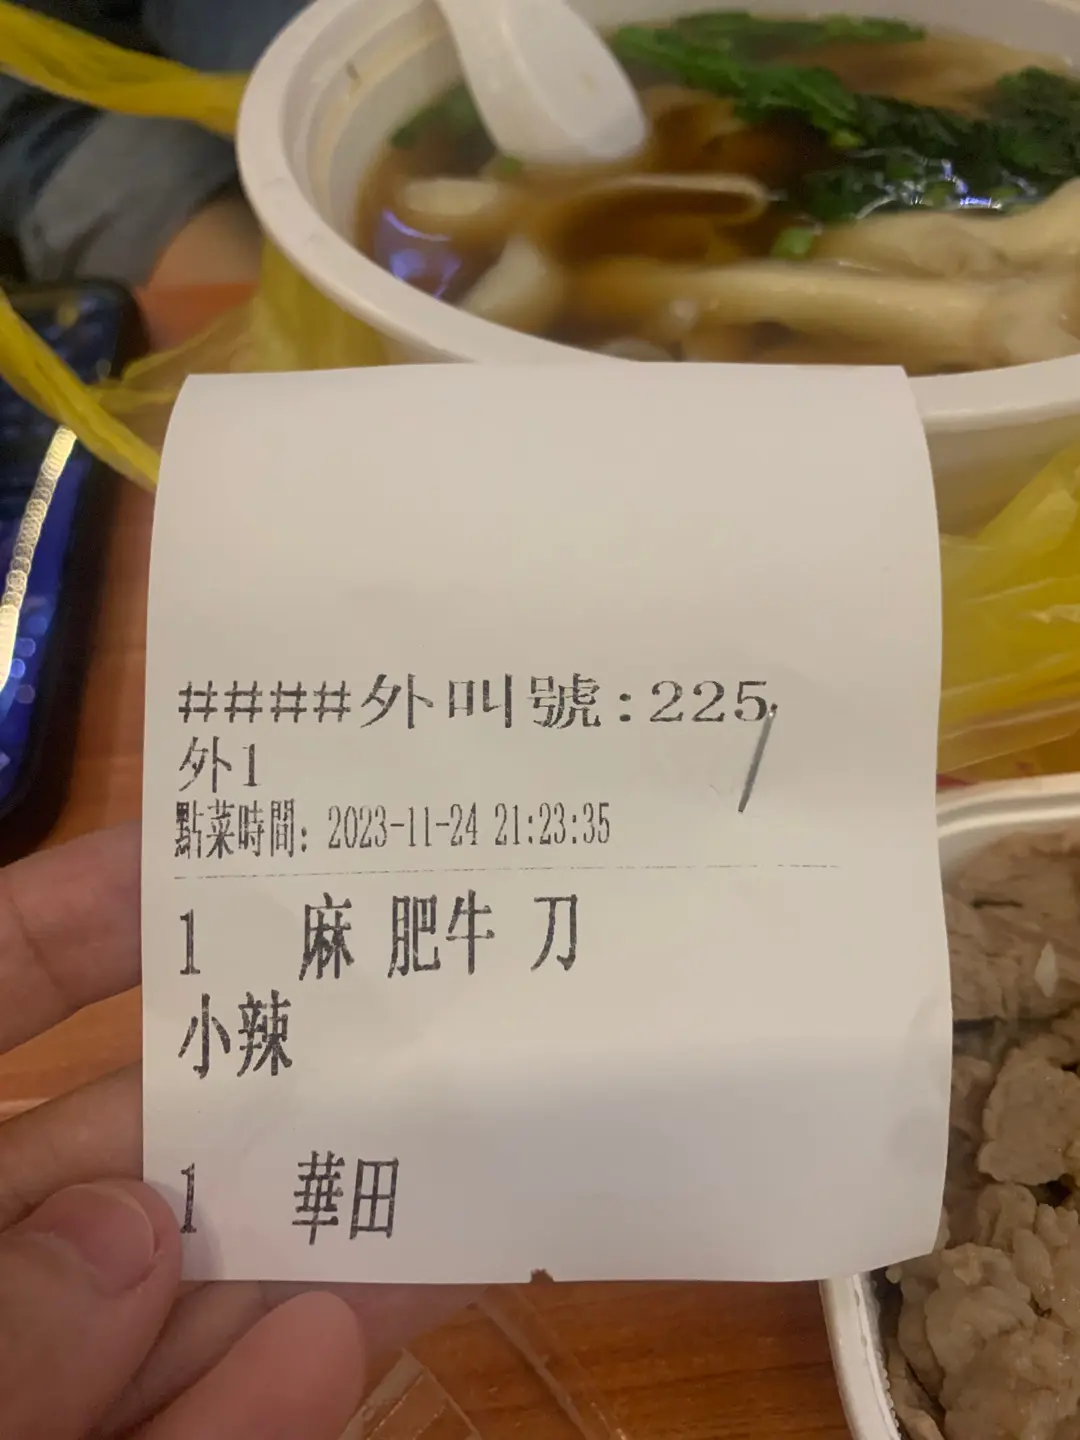 ####外叫號:225
外1
點菜時間: 2023-11-24 21:23:35
1 麻 肥牛 刀
小辣
1 華田